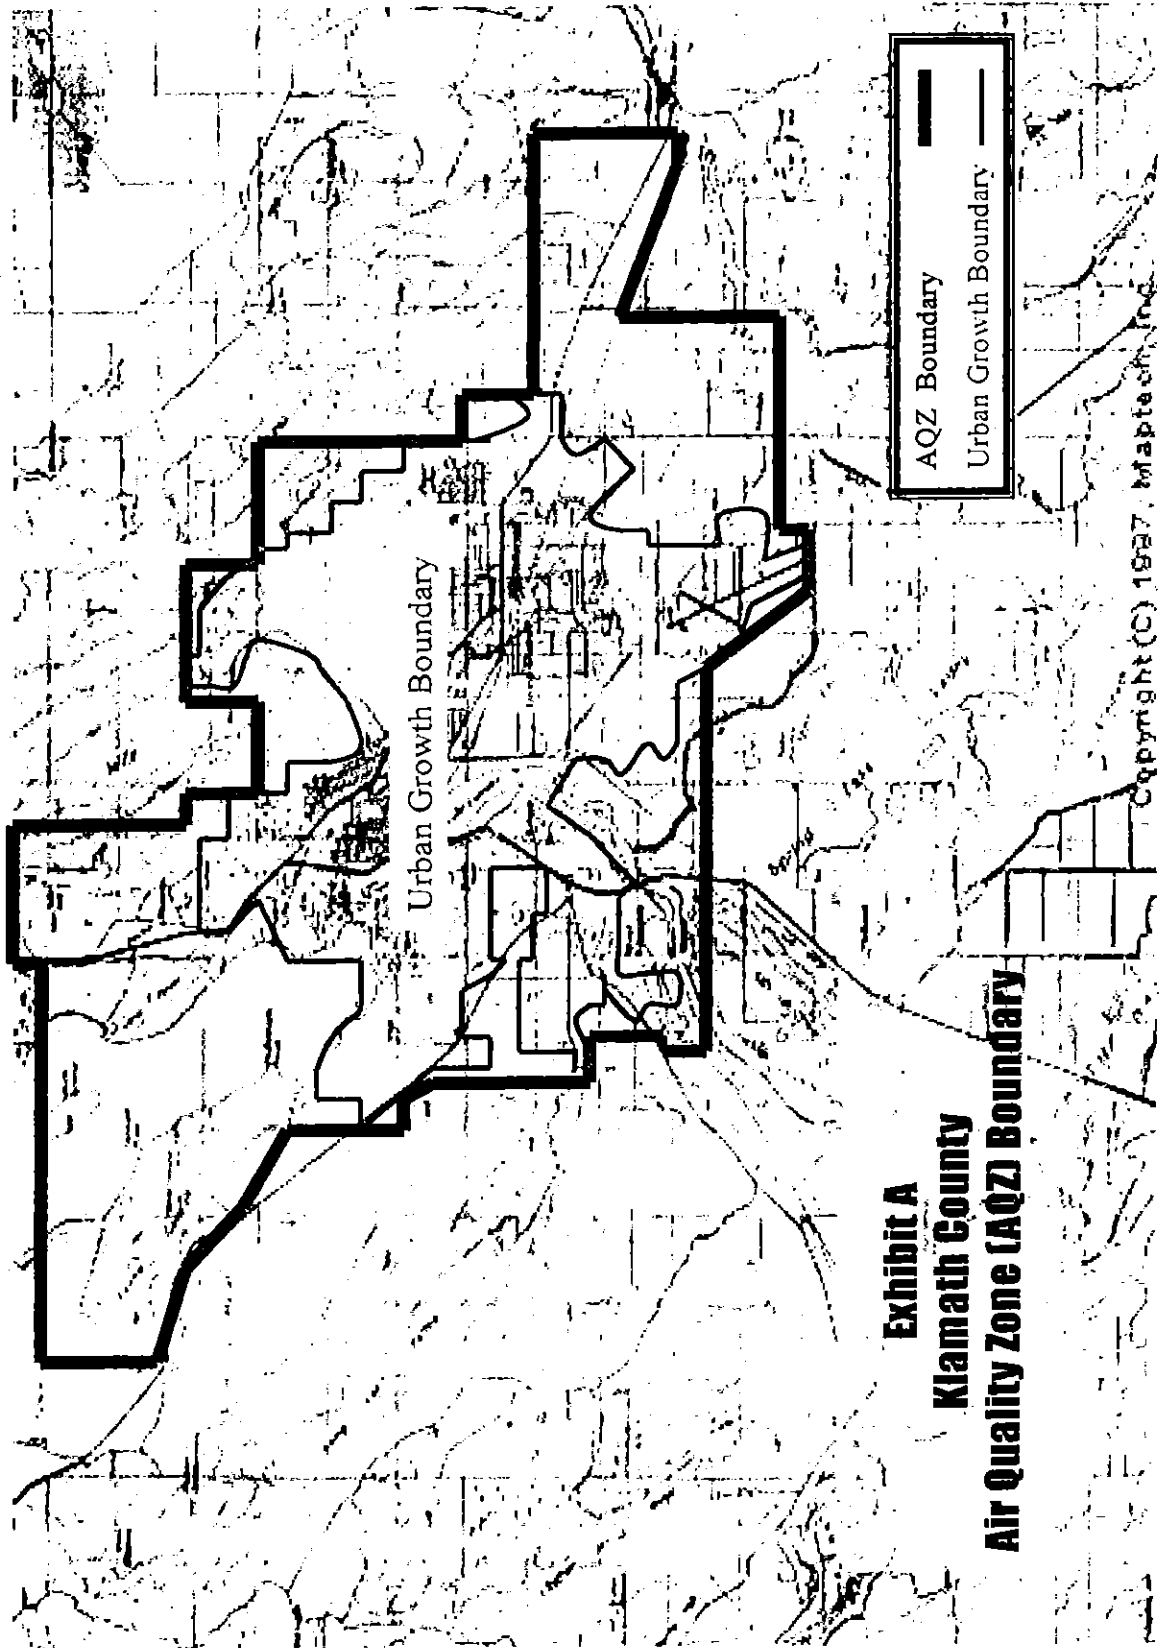 Urban Growth Boundary
AQZ Boundary
Urban Growth Boundary
Exhibit A
Klamath County
Air Quality Zone (AQZ) Boundary
Copyright (C) 1997, Maptech, Inc.